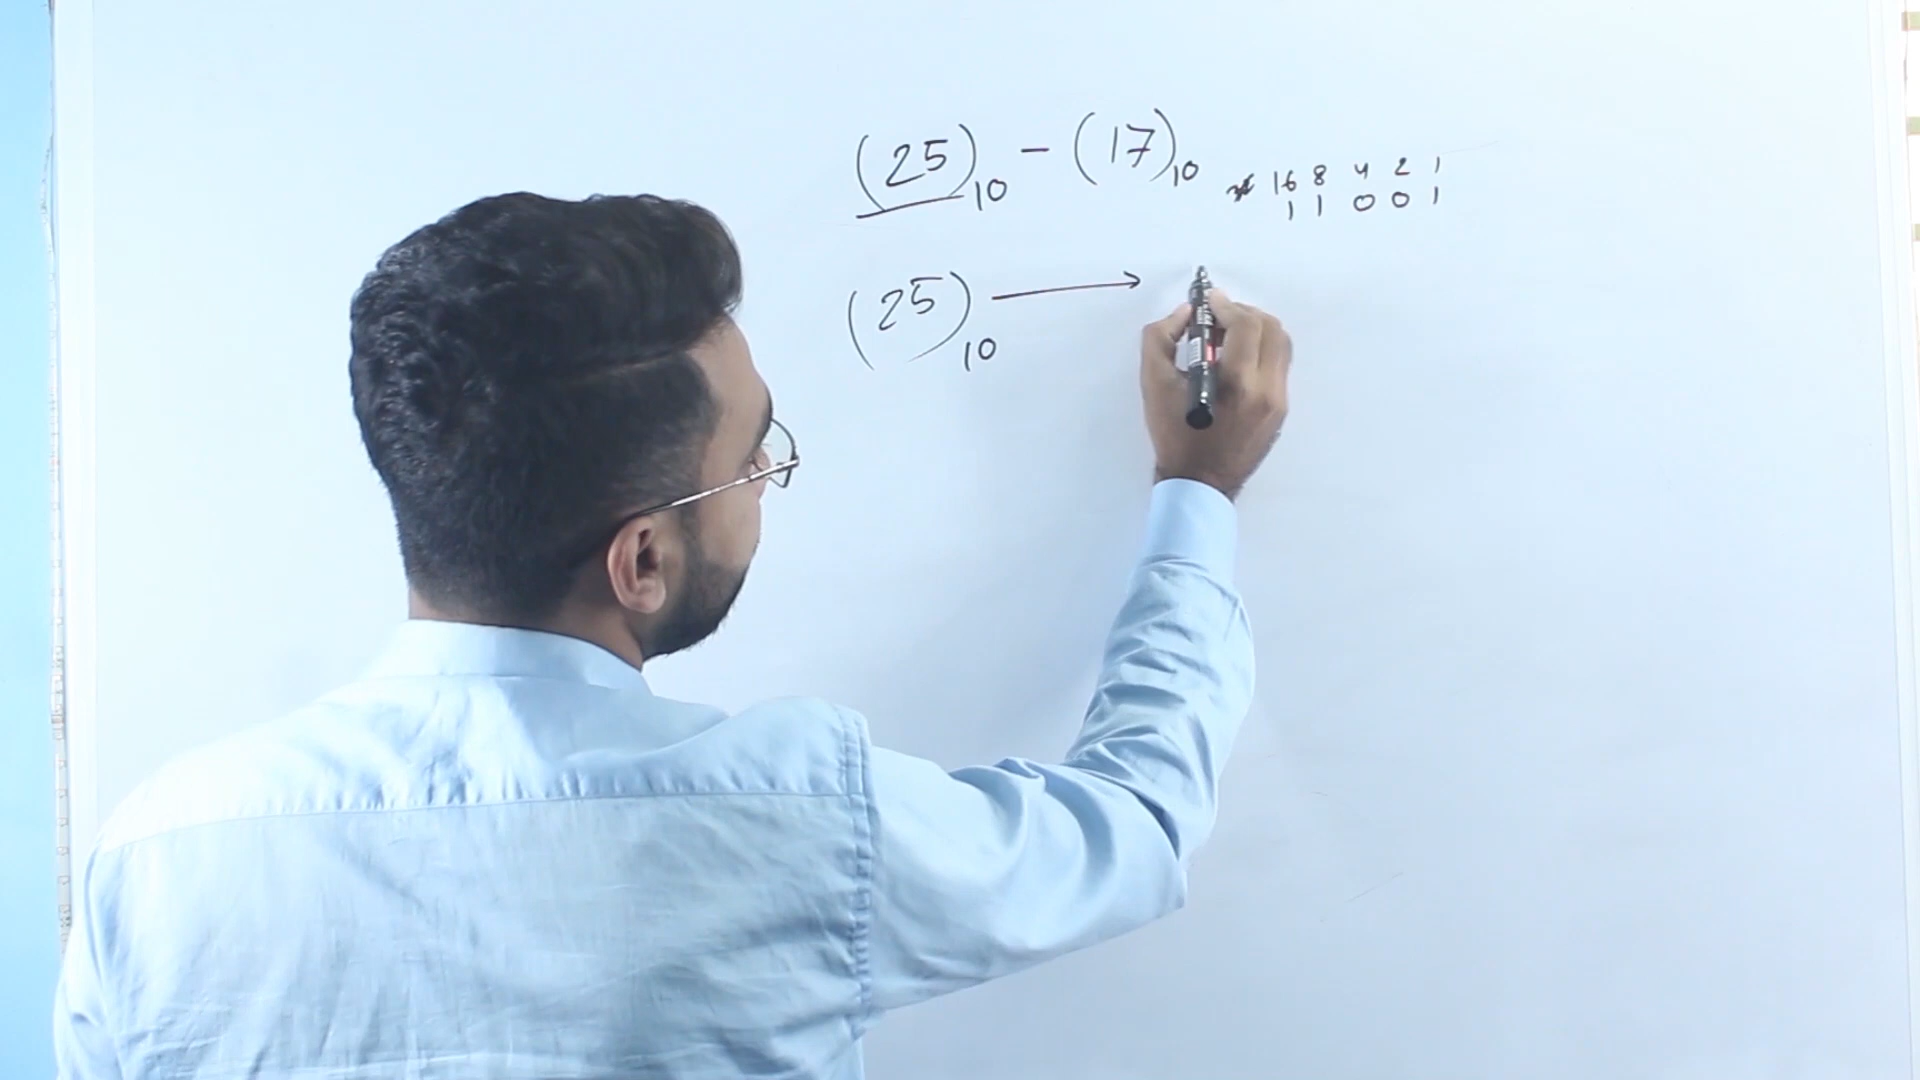 (25)₁₀ - (17)₁₀
16 8 4 2 1
1 1 0 0 1
(25)₁₀ →